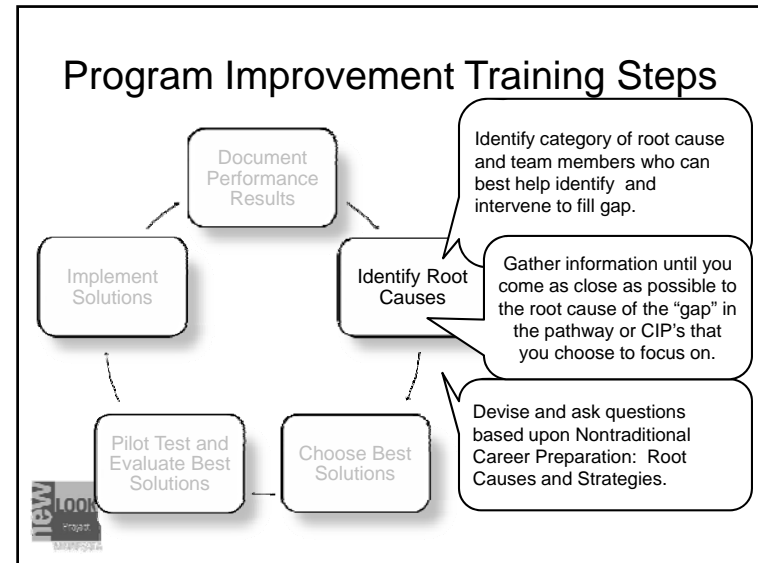 Program Improvement Training Steps
Document
Performance
Results
Identify category of root cause
and team members who can
best help identify and
intervene to fill gap.
Implement
Solutions
Identify Root
Causes
Gather information until you
come as close as possible to
the root cause of the “gap” in
the pathway or CIP’s that
you choose to focus on.
Pilot Test and
Evaluate Best
Solutions
Choose Best
Solutions
Devise and ask questions
based upon Nontraditional
Career Preparation: Root
Causes and Strategies.
new
LOOK
Project